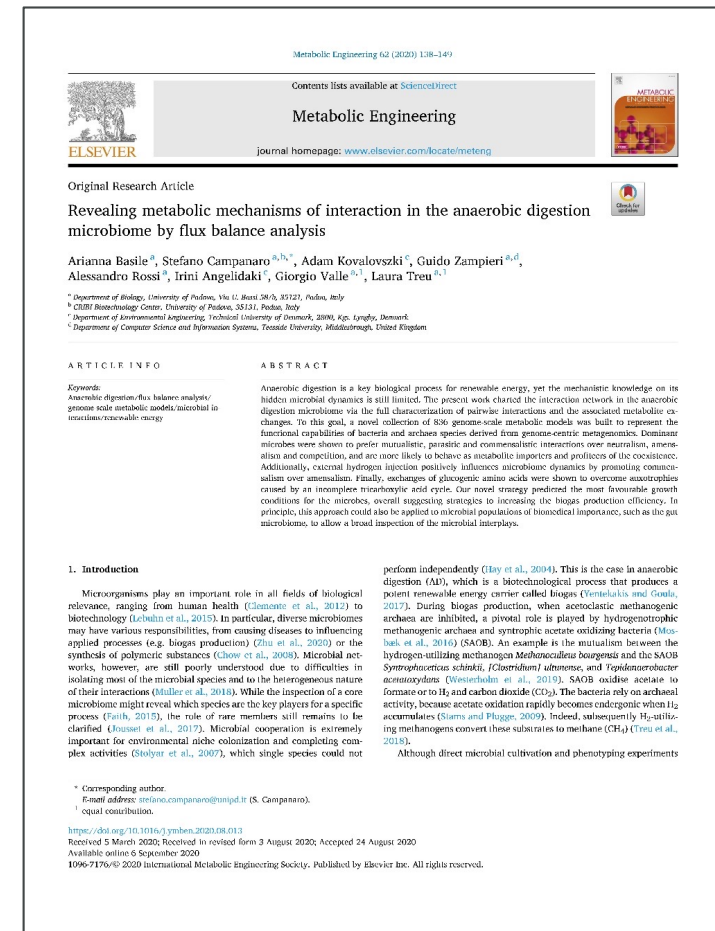 Metabolic Engineering 62 (2020) 138–149
Contents lists available at ScienceDirect
Metabolic Engineering
journal homepage: www.elsevier.com/locate/meteng
ELSEVIER
METABOLIC
ENGINEERING
Original Research Article
Check for
updates
Revealing metabolic mechanisms of interaction in the anaerobic digestion
microbiome by flux balance analysis
Arianna Basile a, Stefano Campanaro a,b,*, Adam Kovalovszki c, Guido Zampieri a,d,
Alessandro Rossi a, Irini Angelidaki c, Giorgio Valle a,1, Laura Treu a,1
a Department of Biology, University of Padova, Via U. Bassi 58/b, 35121, Padua, Italy
b CRIBI Biotechnology Center, University of Padova, 35131, Padua, Italy
c Department of Environmental Engineering, Technical University of Denmark, 2800, Kgs. Lyngby, Denmark
d Department of Computer Science and Information Systems, Teesside University, Middlesbrough, United Kingdom
ARTICLE INFO
Keywords:
Anaerobic digestion/flux balance analysis/
genome scale metabolic models/microbial in
teractions/renewable energy
ABSTRACT
Anaerobic digestion is a key biological process for renewable energy, yet the mechanistic knowledge on its
hidden microbial dynamics is still limited. The present work charted the interaction network in the anaerobic
digestion microbiome via the full characterization of pairwise interactions and the associated metabolite ex-
changes. To this goal, a novel collection of 836 genome-scale metabolic models was built to represent the
functional capabilities of bacteria and archaea species derived from genome-centric metagenomics. Dominant
microbes were shown to prefer mutualistic, parasitic and commensalistic interactions over neutralism, amens-
alism and competition, and are more likely to behave as metabolite importers and profiteers of the coexistence.
Additionally, external hydrogen injection positively influences microbiome dynamics by promoting commen-
salism over amensalism. Finally, exchanges of glucogenic amino acids were shown to overcome auxotrophies
caused by an incomplete tricarboxylic acid cycle. Our novel strategy predicted the most favourable growth
conditions for the microbes, overall suggesting strategies to increasing the biogas production efficiency. In
principle, this approach could also be applied to microbial populations of biomedical importance, such as the gut
microbiome, to allow a broad inspection of the microbial interplays.
1. Introduction
Microorganisms play an important role in all fields of biological
relevance, ranging from human health (Clemente et al., 2012) to
biotechnology (Lebuhn et al., 2015). In particular, diverse microbiomes
may have various responsibilities, from causing diseases to influencing
applied processes (e.g. biogas production) (Zhu et al., 2020) or the
synthesis of polymeric substances (Chow et al., 2008). Microbial net-
works, however, are still poorly understood due to difficulties in
isolating most of the microbial species and to the heterogeneous nature
of their interactions (Muller et al., 2018). While the inspection of a core
microbiome might reveal which species are the key players for a specific
process (Faith, 2015), the role of rare members still remains to be
clarified (Jousset et al., 2017). Microbial cooperation is extremely
important for environmental niche colonization and completing com-
plex activities (Stolyar et al., 2007), which single species could not
perform independently (Hay et al., 2004). This is the case in anaerobic
digestion (AD), which is a biotechnological process that produces a
potent renewable energy carrier called biogas (Yentekakis and Goula,
2017). During biogas production, when acetoclastic methanogenic
archaea are inhibited, a pivotal role is played by hydrogenotrophic
methanogenic archaea and syntrophic acetate oxidizing bacteria (Mos-
bæk et al., 2016) (SAOB). An example is the mutualism between the
hydrogen-utilizing methanogen Methanoculleus bourgensis and the SAOB
Syntrophaceticus schinkii, [Clostridium] ultunense, and Tepidanaerobacter
acetatoxydans (Westerholm et al., 2019). SAOB oxidise acetate to
formate or to H2 and carbon dioxide (CO2). The bacteria rely on archaeal
activity, because acetate oxidation rapidly becomes endergonic when H2
accumulates (Stams and Plugge, 2009). Indeed, subsequently H2-utiliz-
ing methanogens convert these substrates to methane (CH4) (Treu et al.,
2018).
Although direct microbial cultivation and phenotyping experiments
* Corresponding author.
E-mail address: stefano.campanaro@unipd.it (S. Campanaro).
1 equal contribution.
https://doi.org/10.1016/j.ymben.2020.08.013
Received 5 March 2020; Received in revised form 3 August 2020; Accepted 24 August 2020
Available online 6 September 2020
1096-7176/© 2020 International Metabolic Engineering Society. Published by Elsevier Inc. All rights reserved.